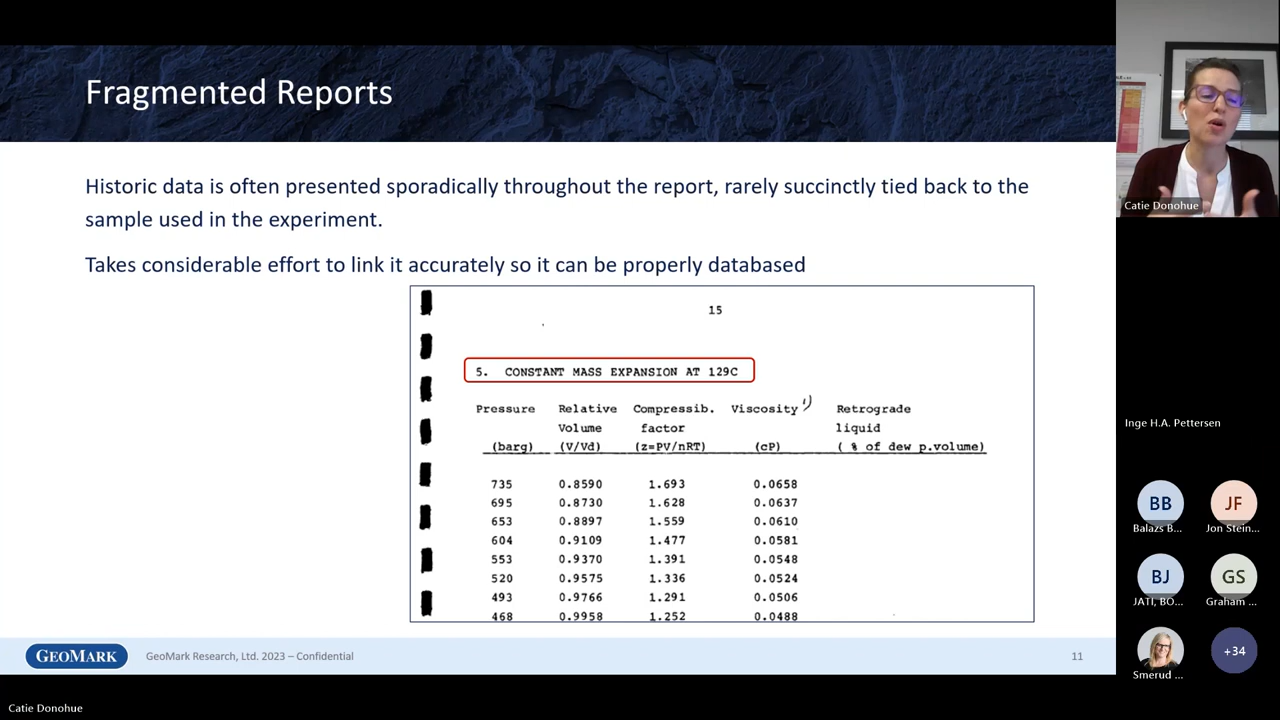 Fragmented Reports
Historic data is often presented sporadically throughout the report, rarely succinctly tied back to the
sample used in the experiment.
Takes considerable effort to link it accurately so it can be properly databased
15
5. CONSTANT MASS EXPANSION AT 129C
Pressure Relative Compressib. Viscosity 1) Retrograde
Volume factor liquid
(barg) (V/Vd) (z=PV/nRT) (cP) ( % of dew p.volume)
735 0.8590 1.693 0.0658
695 0.8730 1.628 0.0637
653 0.8897 1.559 0.0610
604 0.9109 1.477 0.0581
553 0.9370 1.391 0.0548
520 0.9575 1.336 0.0524
493 0.9766 1.291 0.0506
468 0.9958 1.252 0.0488
GEOMARK GeoMark Research, Ltd. 2023 – Confidential 11
Catie Donohue
Inge H.A. Pettersen
BB JF
Balazs B... Jon Stein...
BJ GS
JATI, BO... Graham ...
+34
Smerud ...
Catie Donohue